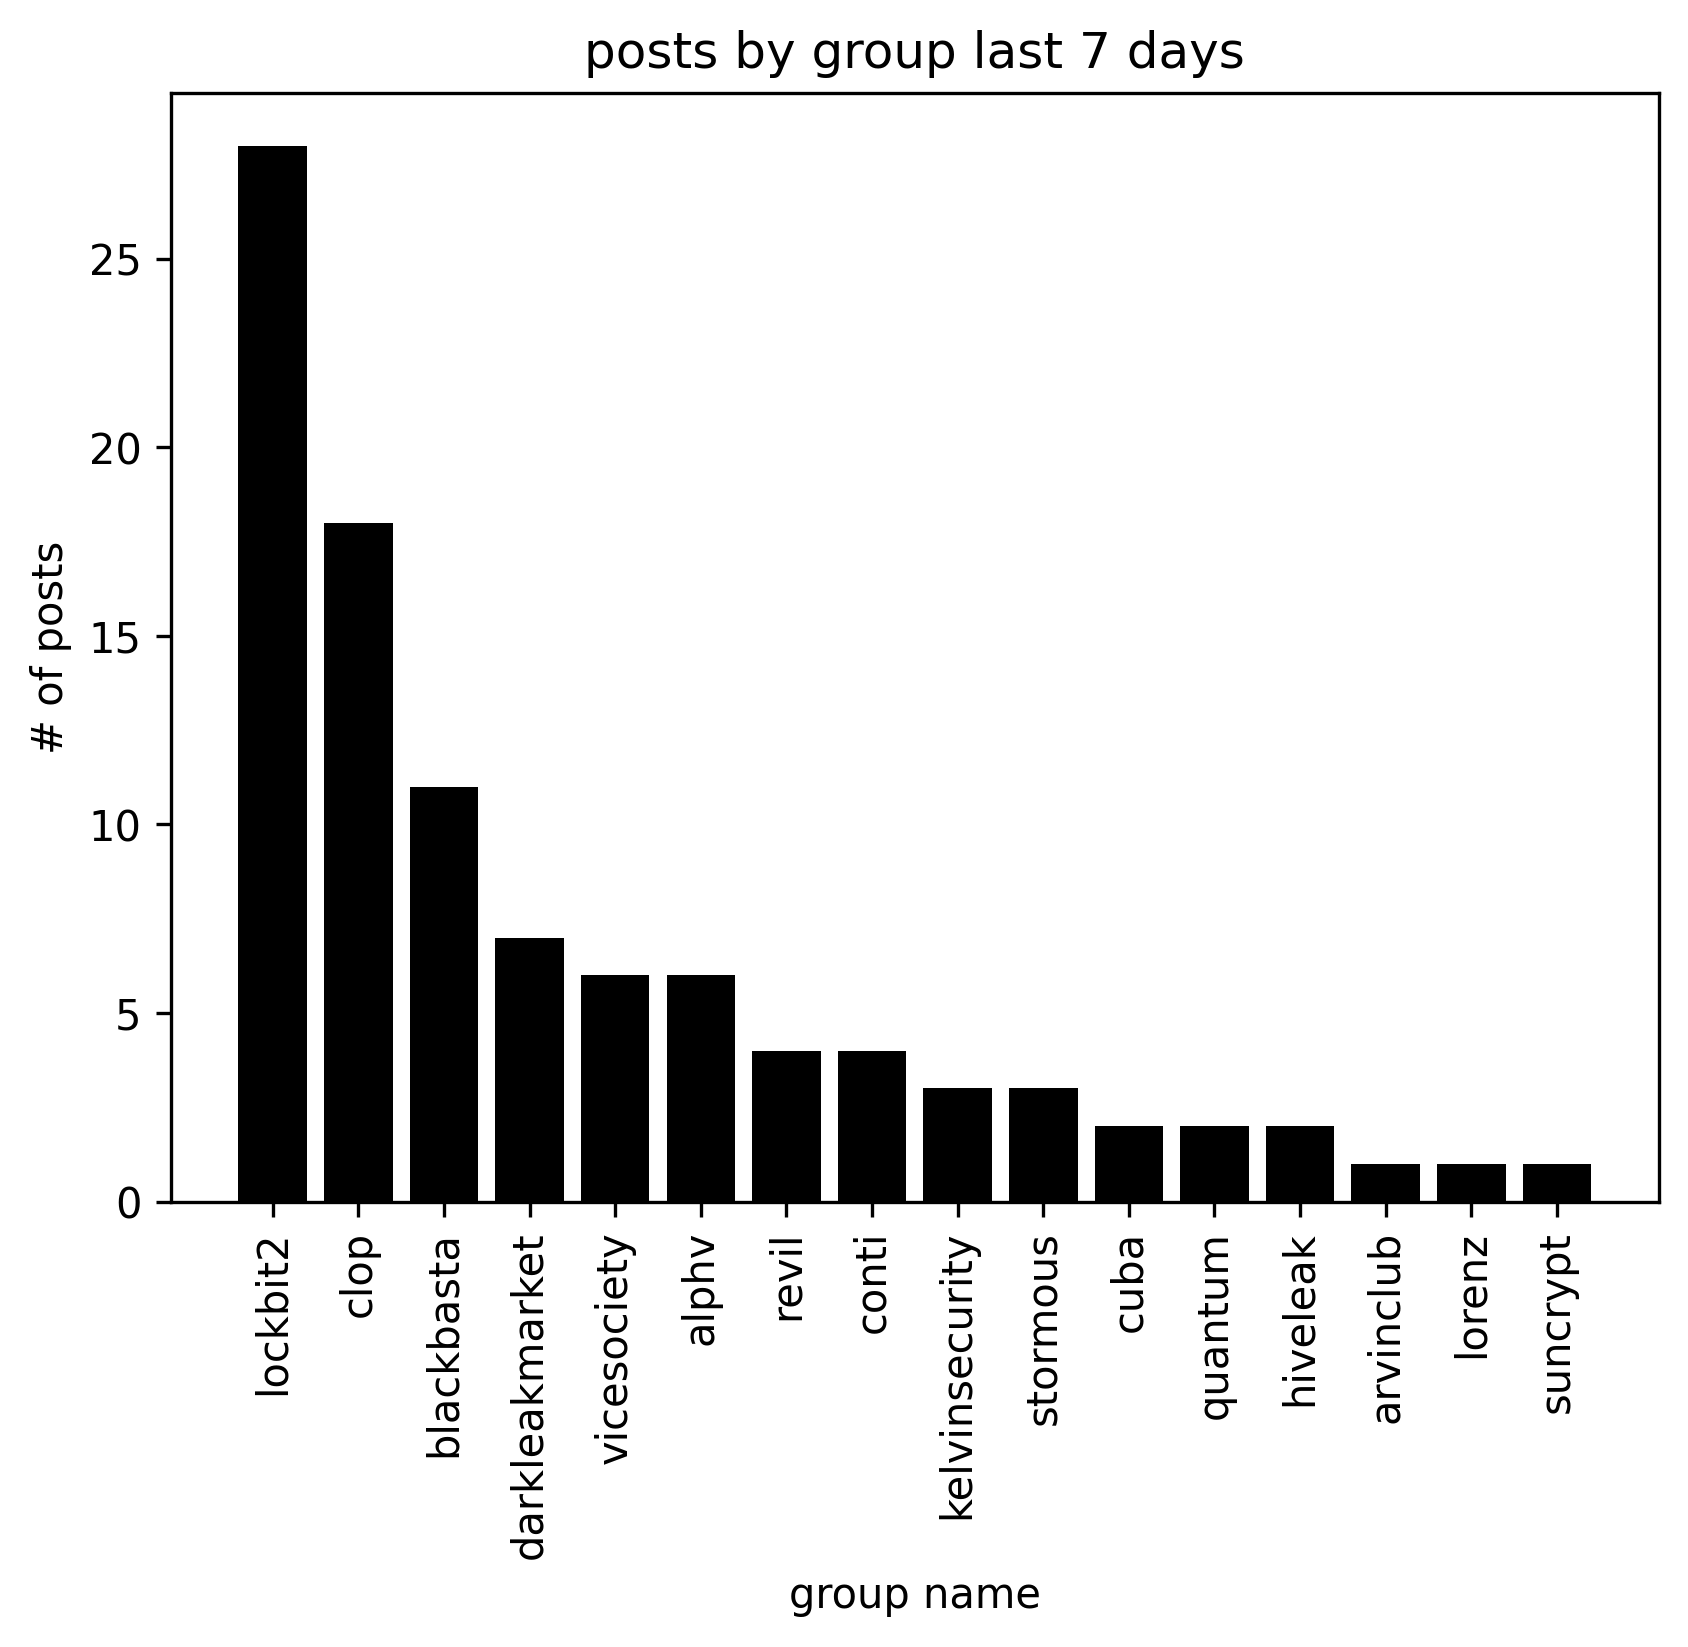 posts by group last 7 days
# of posts
25
20
15
10
5
0
lockbit2
clop
blackbasta
darkleakmarket
vicesociety
alphv
revil
conti
kelvinsecurity
stormous
cuba
quantum
hiveleak
arvinclub
lorenz
suncrypt
group name